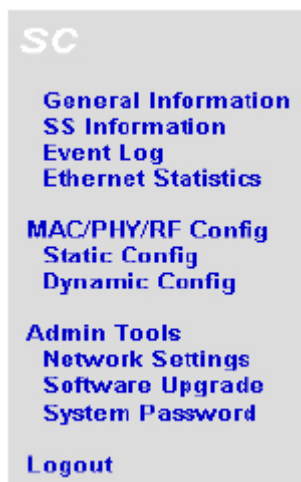 SC
General Information
SS Information
Event Log
Ethernet Statistics
MAC/PHY/RF Config
Static Config
Dynamic Config
Admin Tools
Network Settings
Software Upgrade
System Password
Logout